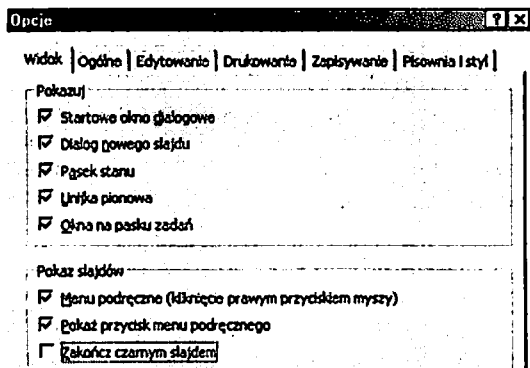 Opcje
Widok Ogólne Edytowanie Drukowanie Zapisywanie Pisownia i styl
Pokazuj
Startowe okno dialogowe
Dialog nowego slajdu
Pasek stanu
Linijka pionowa
Okna na pasku zadań
Pokaz slajdów
Menu podręczne (kliknięcie prawym przyciskiem myszy)
Pokaż przycisk menu podręcznego
Zakończ czarnym slajdem